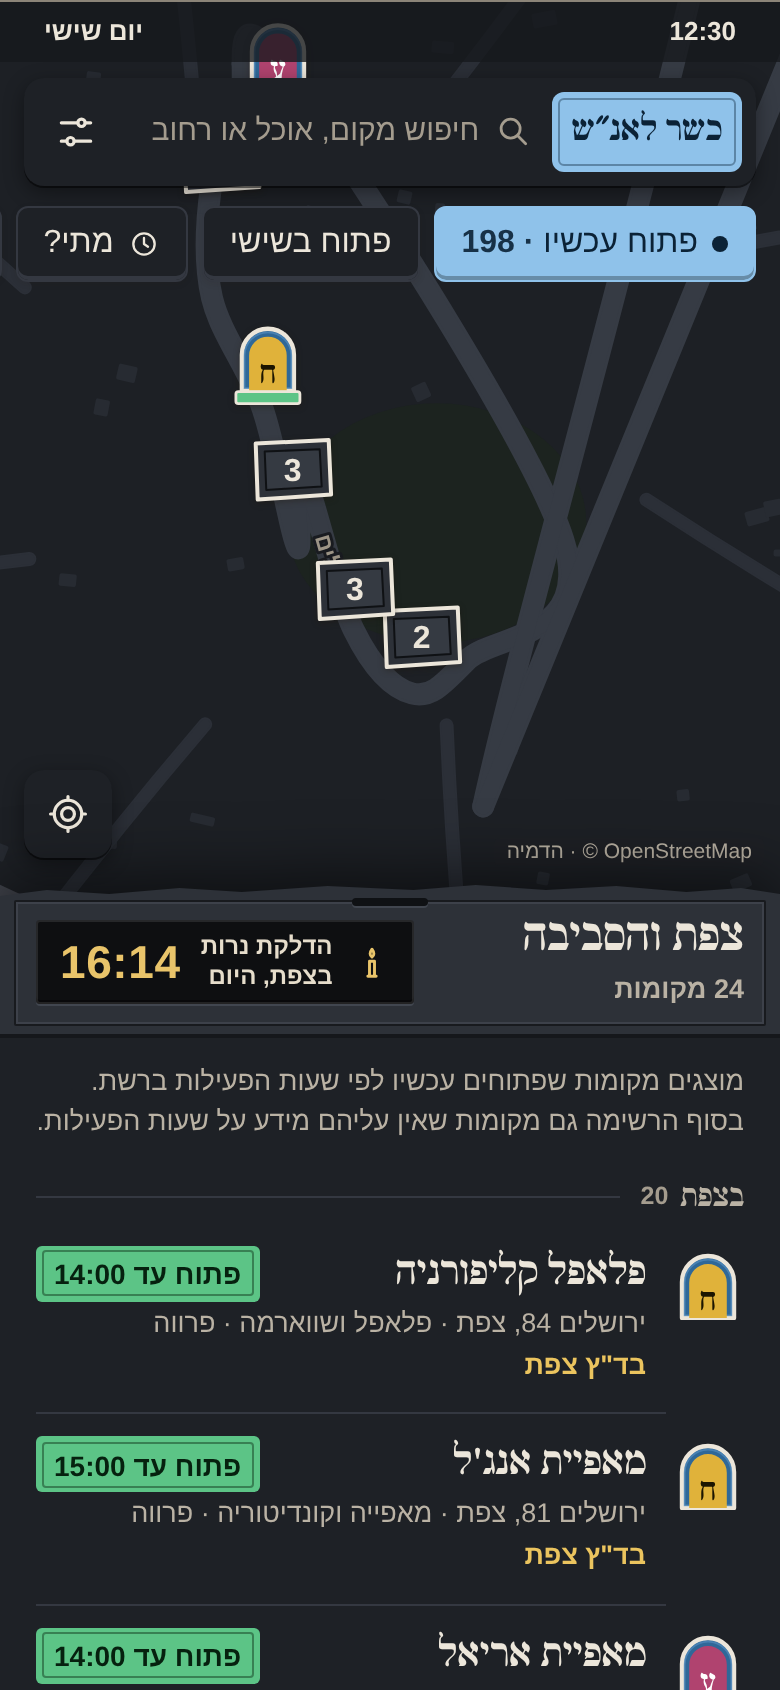 12:30
יום שישי
ע
כשר לאנ״ש
חיפוש מקום, אוכל או רחוב
פתוח עכשיו · 198
פתוח בשישי
מתי?
ח
3
3
2
© OpenStreetMap · הדמיה
צפת והסביבה
24 מקומות
הדלקת נרות
בצפת, היום
16:14
מוצגים מקומות שפתוחים עכשיו לפי שעות הפעילות ברשת.
בסוף הרשימה גם מקומות שאין עליהם מידע על שעות הפעילות.
בצפת 20
ח
פלאפל קליפורניה
פתוח עד 14:00
ירושלים 84, צפת · פלאפל ושווארמה · פרווה
בד"ץ צפת
ח
מאפיית אנג'ל
פתוח עד 15:00
ירושלים 81, צפת · מאפייה וקונדיטוריה · פרווה
בד"ץ צפת
ע
מאפיית אריאל
פתוח עד 14:00